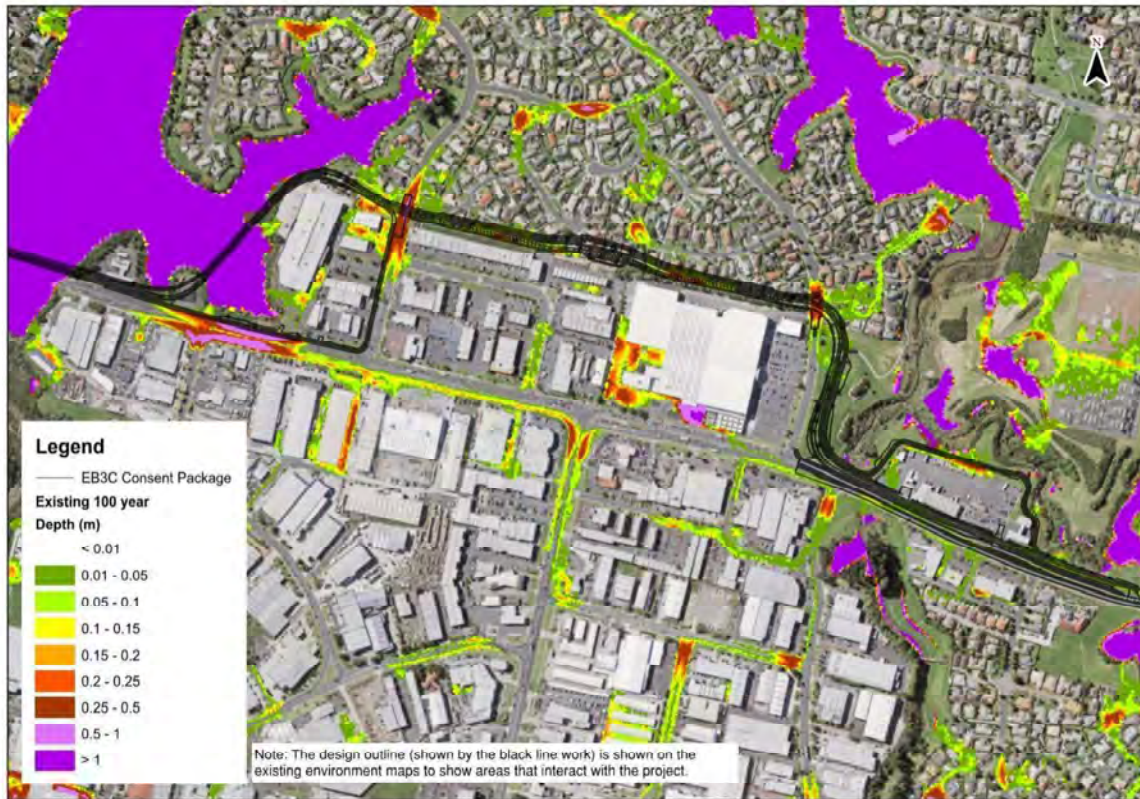 N
Legend
EB3C Consent Package
Existing 100 year
Depth (m)
< 0.01
0.01 - 0.05
0.05 - 0.1
0.1 - 0.15
0.15 - 0.2
0.2 - 0.25
0.25 - 0.5
0.5 - 1
> 1
Note: The design outline (shown by the black line work) is shown on the
existing environment maps to show areas that interact with the project.